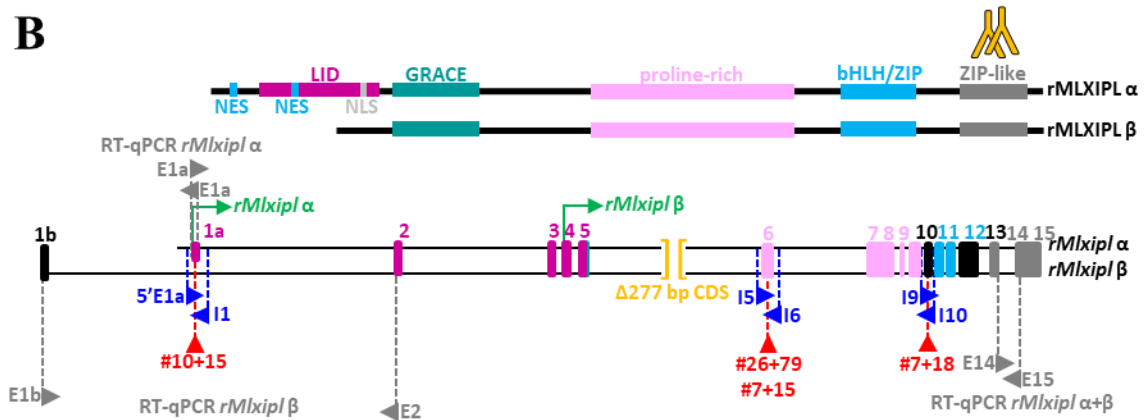 B
LID GRACE proline-rich bHLH/ZIP ZIP-like
rMLXIPL α
NES NES NLS
rMLXIPL β
RT-qPCR rMlxipl α
E1a
E1a
rMlxipl α rMlxipl β
1b 1a 2 3 4 5 6 7 8 9 10 11 12 13 14 15
rMlxipl α
rMlxipl β
Δ277 bp CDS
5'E1a I5 I9
I1 I6 I10
#10+15 #26+79 #7+18
#7+15
E14
E15
E1b
RT-qPCR rMlxipl β
E2
RT-qPCR rMlxipl α+β